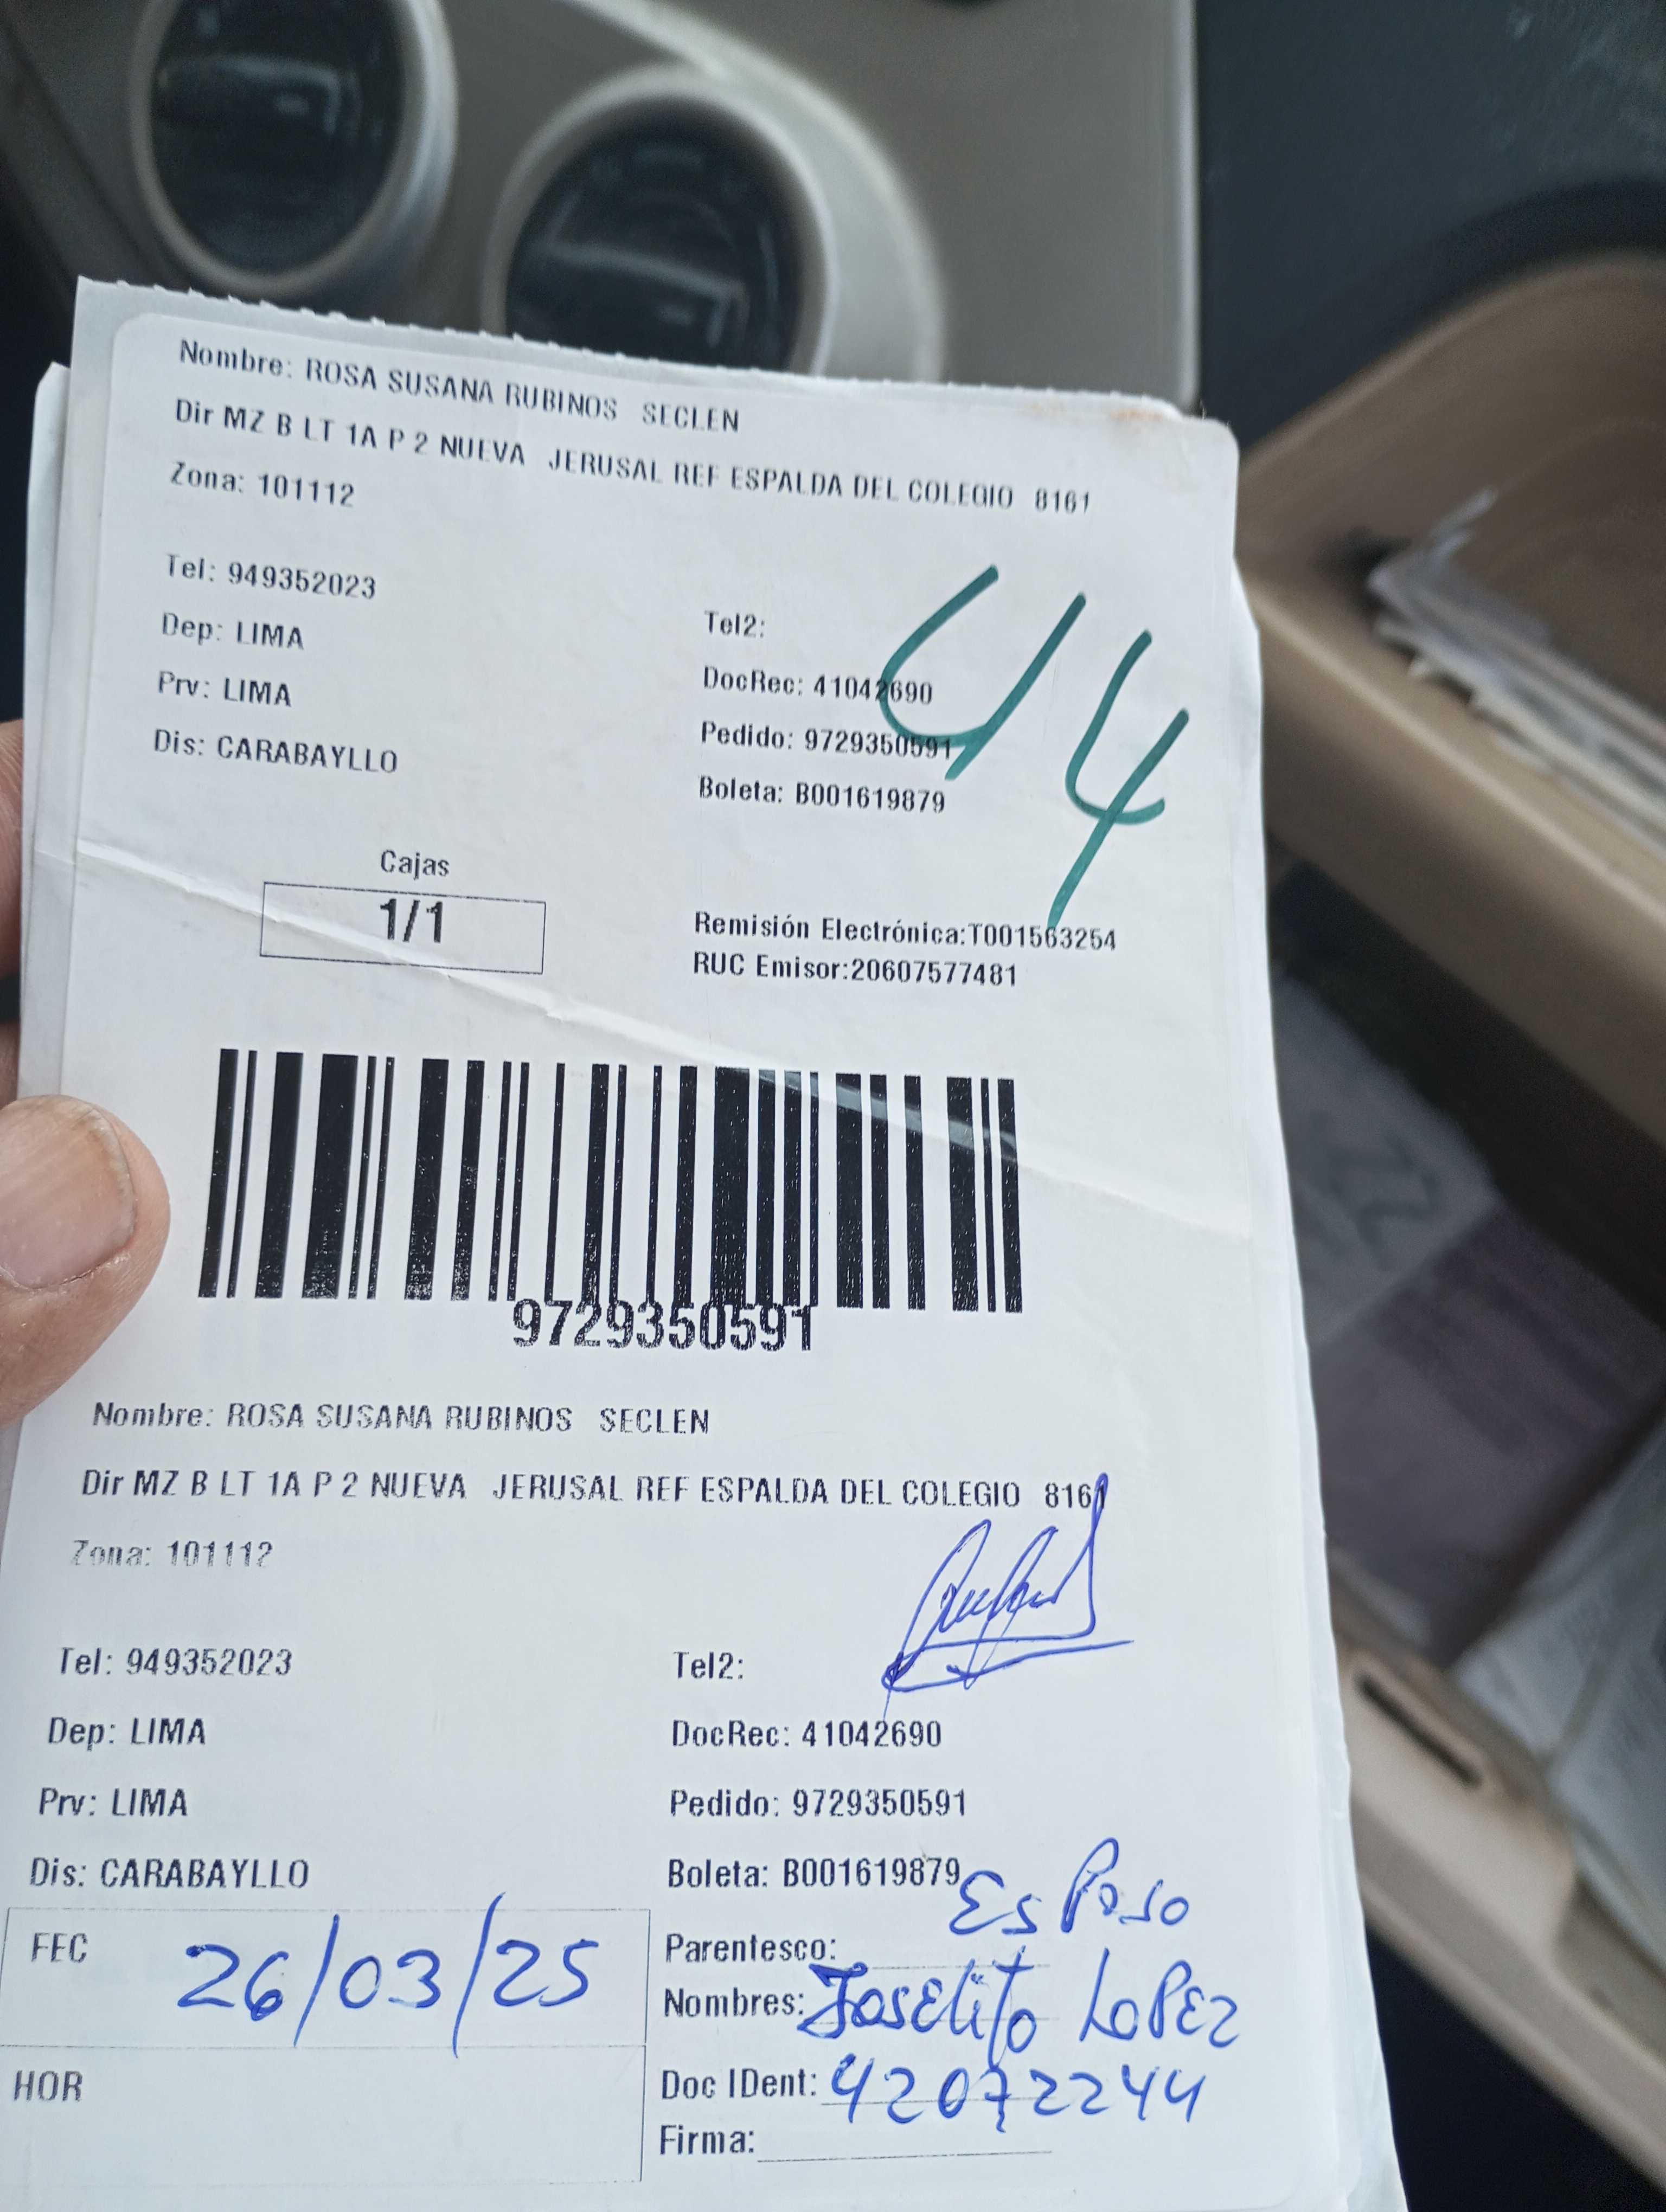 Nombre: ROSA SUSANA RUBINOS SECLEN
Dir MZ B LT 1A P 2 NUEVA JERUSAL REF ESPALDA DEL COLEGIO 8161
Zona: 101112
44
Tel: 949352023
Tel2:
Dep: LIMA
DocRec: 41042690
Prv: LIMA
Pedido: 9729350591
Dis: CARABAYLLO
Boleta: B001619879
Cajas
1/1
Remisión Electrónica:T001563254
RUC Emisor:20607577481
9729350591
Nombre: ROSA SUSANA RUBINOS SECLEN
Dir MZ B LT 1A P 2 NUEVA JERUSAL REF ESPALDA DEL COLEGIO 8161
Zona: 101112
Tel: 949352023
Tel2:
Dep: LIMA
DocRec: 41042690
Prv: LIMA
Pedido: 9729350591
Dis: CARABAYLLO
Boleta: B001619879
FEC 26/03/25
Parentesco: EsPoso
Nombres: JosElito LoPEz
HOR
Doc IDent: 42072244
Firma: